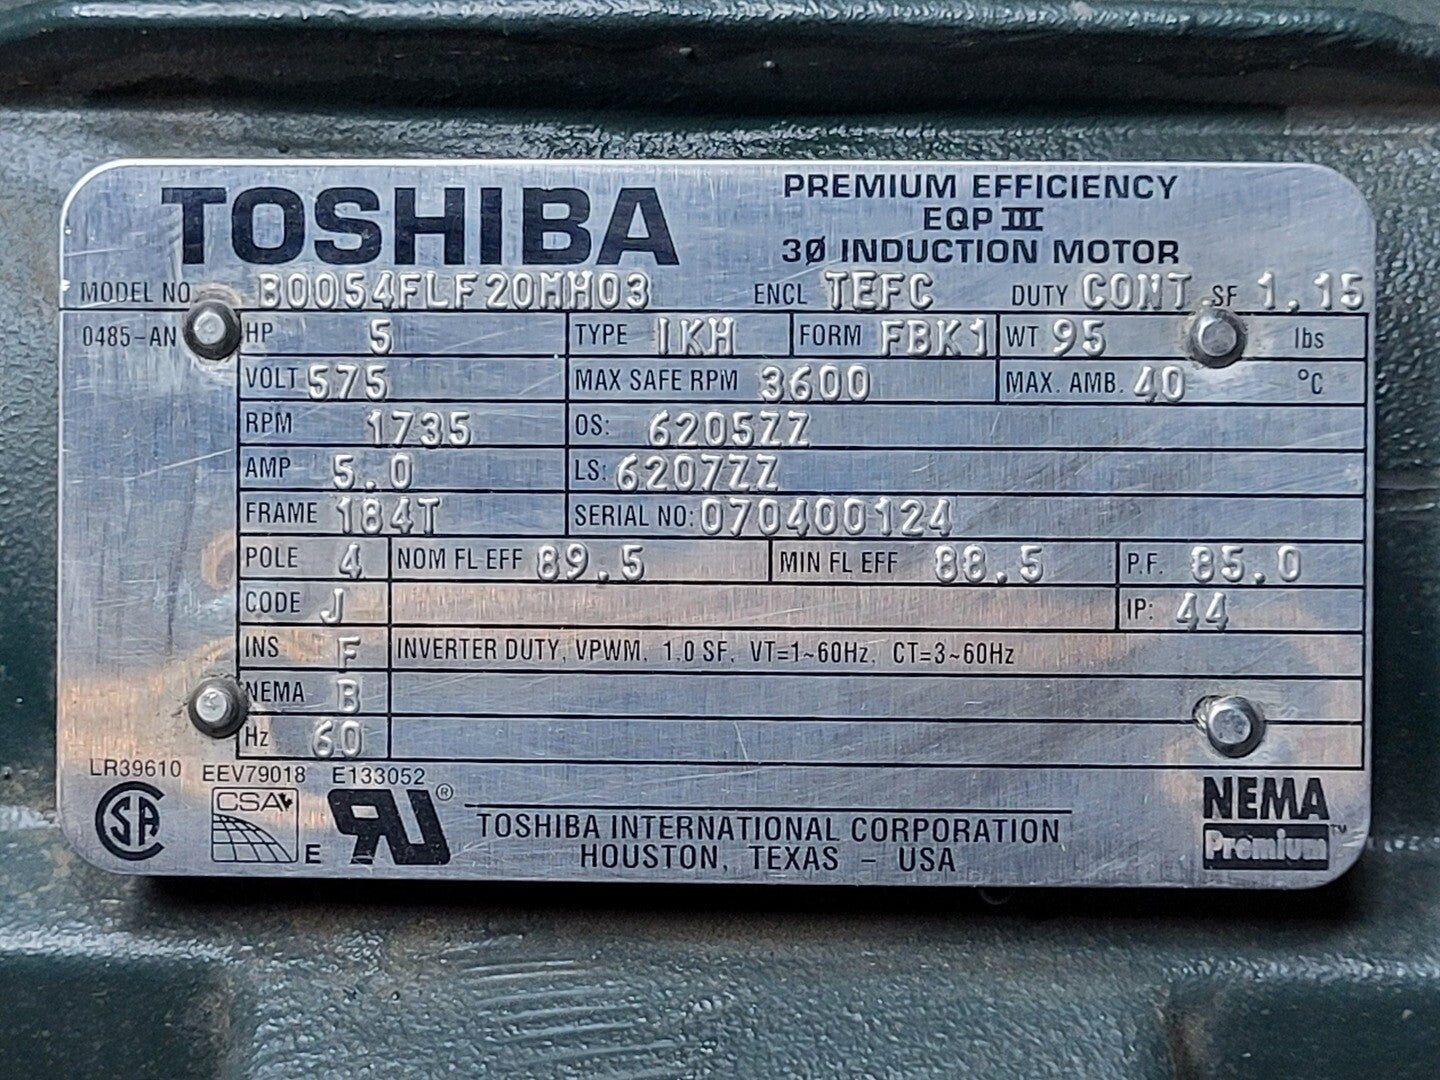 TOSHIBA
PREMIUM EFFICIENCY
EQP III
3Ø INDUCTION MOTOR
MODEL NO. B0054FLF20MH03 ENCL TEFC DUTY CONT. SF 1.15
0485-AN HP 5 TYPE IKH FORM FBK1 WT 95 lbs
VOLT 575 MAX SAFE RPM 3600 MAX. AMB. 40 °C
RPM 1735 OS: 6205ZZ
AMP 5.0 LS: 6207ZZ
FRAME 184T SERIAL NO: 070400124
POLE 4 NOM FL EFF 89.5 MIN FL EFF 88.5 P.F. 85.0
CODE J IP: 44
INS F INVERTER DUTY, VPWM, 1.0 SF, VT=1~60Hz, CT=3~60Hz
NEMA B
Hz 60
LR39610 EEV79018 E133052
CSA CSA E RU ®
TOSHIBA INTERNATIONAL CORPORATION
HOUSTON, TEXAS - USA
NEMA
Premium™